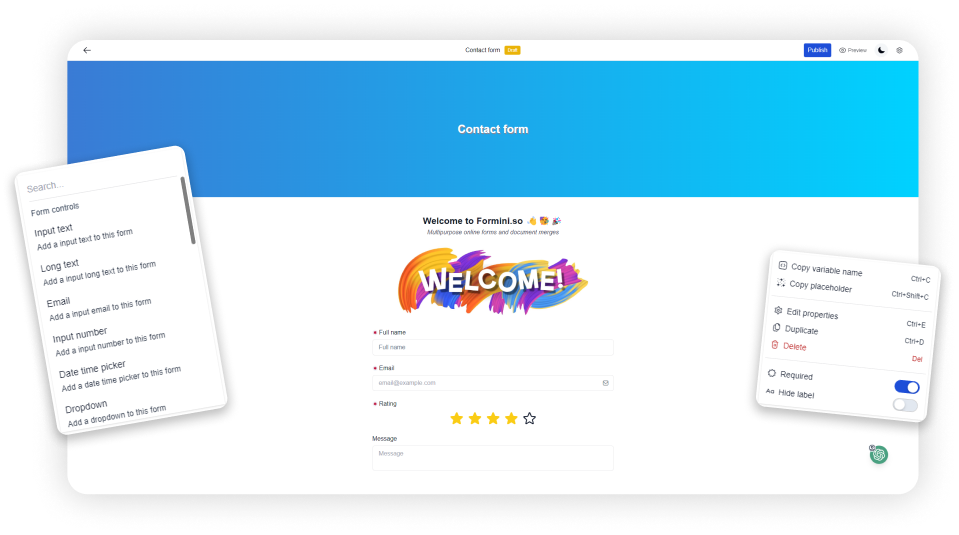 Contact form
Draft
Publish
Preview
Contact form
Search...
Form controls
Input text
Add a input text to this form
Long text
Add a input long text to this form
Email
Add a input email to this form
Input number
Add a input number to this form
Date time picker
Add a date time picker to this form
Dropdown
Add a dropdown to this form
Welcome to Formini.so
Multipurpose online forms and document merges
WELCOME!
* Full name
Full name
* Email
email@example.com
* Rating
Message
Message
Copy variable name Ctrl+C
Copy placeholder Ctrl+Shift+C
Edit properties Ctrl+E
Duplicate Ctrl+D
Delete Del
Required
Aa Hide label